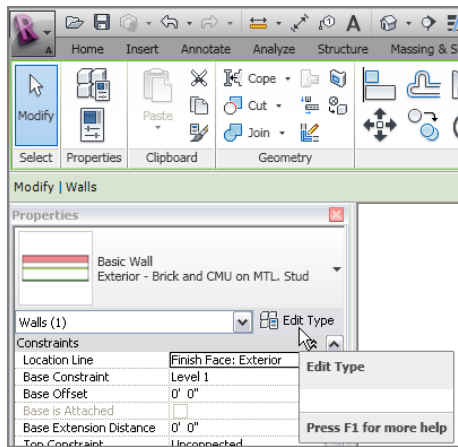 A
Home Insert Annotate Analyze Structure Massing & S
Modify
Paste
Cope
Cut
Join
Select Properties Clipboard Geometry
Modify | Walls
Properties
Basic Wall
Exterior - Brick and CMU on MTL. Stud
Walls (1) Edit Type
Constraints
Location Line Finish Face: Exterior
Base Constraint Level 1
Base Offset 0' 0"
Base is Attached
Base Extension Distance 0' 0"
Top Constraint Unconnected
Edit Type
Press F1 for more help